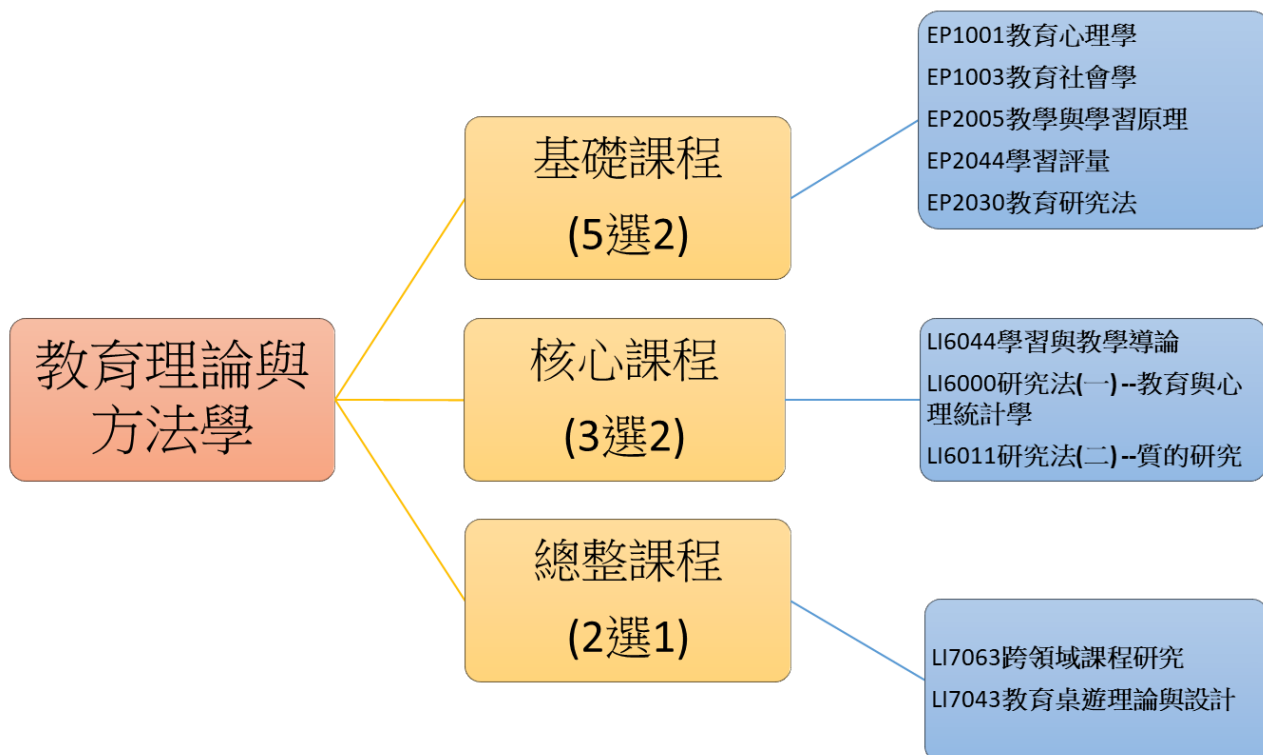 教育理論與
方法學
基礎課程
(5選2)
EP1001教育心理學
EP1003教育社會學
EP2005教學與學習原理
EP2044學習評量
EP2030教育研究法
核心課程
(3選2)
LI6044學習與教學導論
LI6000研究法(一) --教育與心
理統計學
LI6011研究法(二) --質的研究
總整課程
(2選1)
LI7063跨領域課程研究
LI7043教育桌遊理論與設計